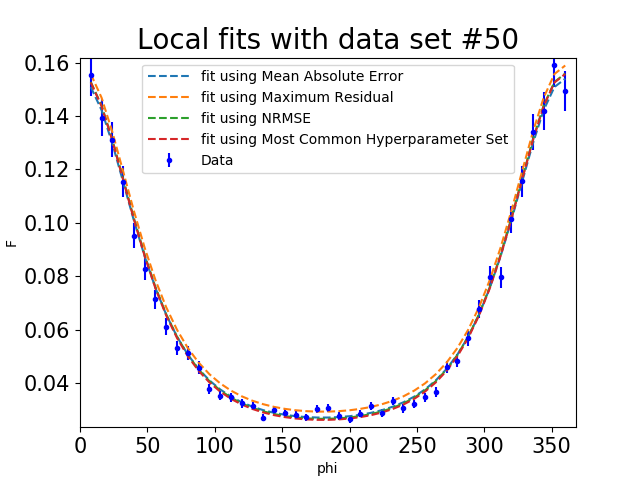 Local fits with data set #50
fit using Mean Absolute Error
fit using Maximum Residual
fit using NRMSE
fit using Most Common Hyperparameter Set
Data
0.16
0.14
0.12
0.10
0.08
0.06
0.04
F
0 50 100 150 200 250 300 350
phi